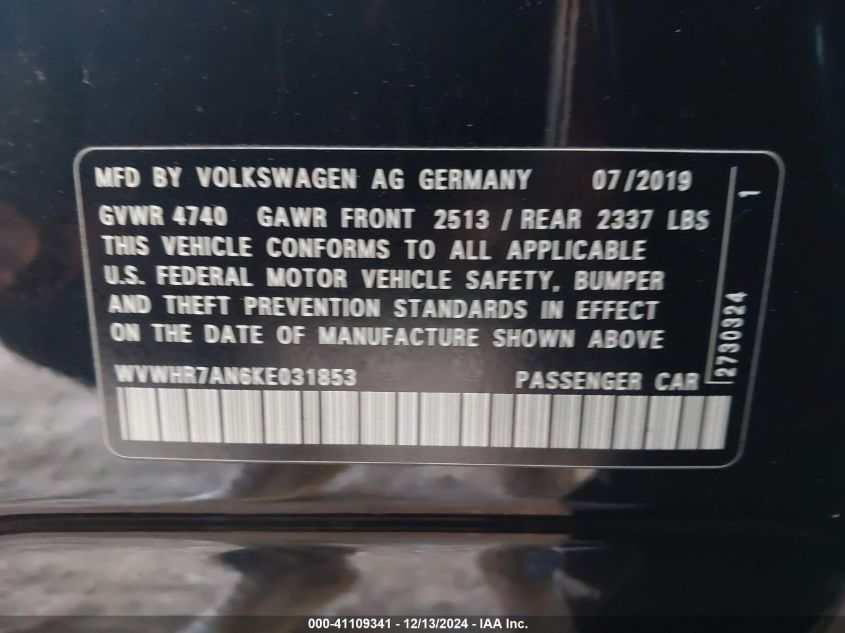 MFD BY VOLKSWAGEN AG GERMANY 07/2019
GVWR 4740 GAWR FRONT 2513 / REAR 2337 LBS
THIS VEHICLE CONFORMS TO ALL APPLICABLE
U.S. FEDERAL MOTOR VEHICLE SAFETY, BUMPER
AND THEFT PREVENTION STANDARDS IN EFFECT
ON THE DATE OF MANUFACTURE SHOWN ABOVE
WVWHR7AN6KE031853 PASSENGER CAR
2730324 1
000-41109341 - 12/13/2024 - IAA Inc.